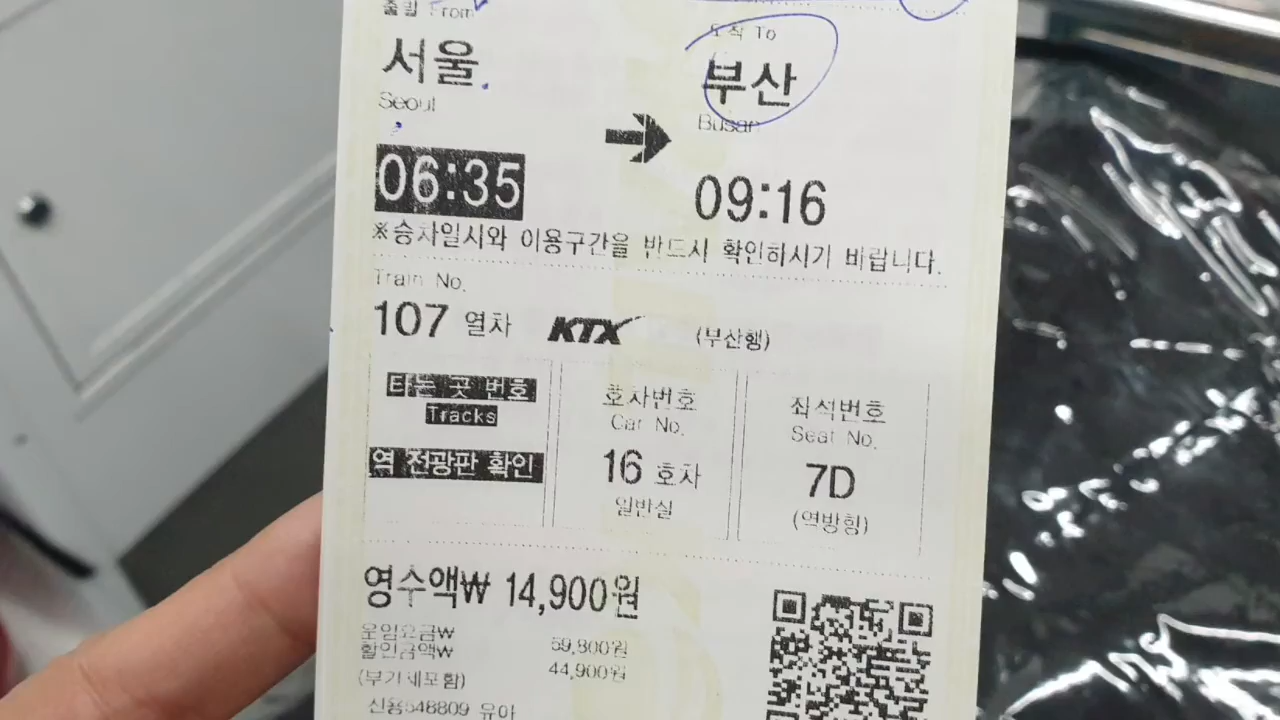 출발 From
도착 To
서울
부산
Seoul
Busan
06:35
09:16
※승차일시와 이용구간을 반드시 확인하시기 바랍니다.
Train No.
107 열차 KTX (부산행)
타는 곳 번호
Tracks
역 전광판 확인
호차번호
Car No.
16 호차
일반실
좌석번호
Seat No.
7D
(역방향)
영수액₩ 14,900원
운임요금₩ 59,800원
할인금액₩ 44,900원
(부가세포함)
신용548809 유아